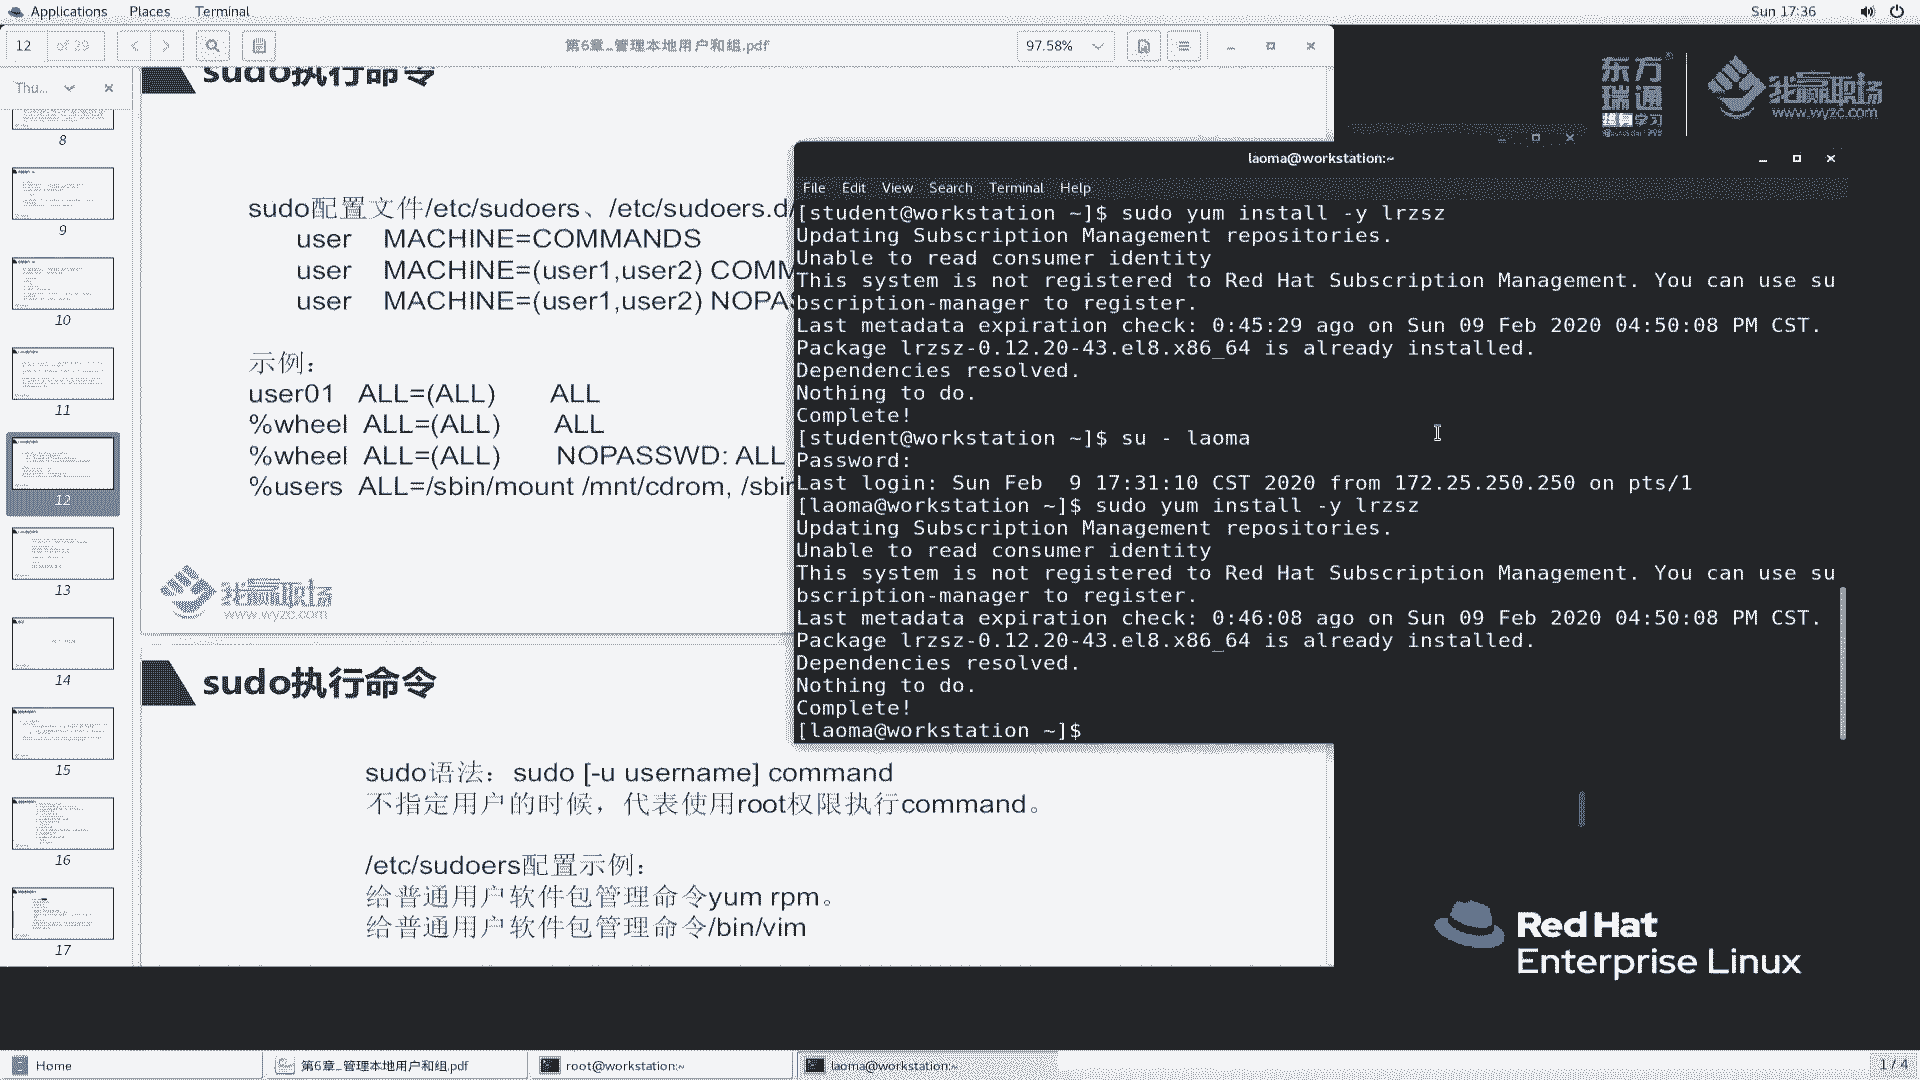 Applications Places Terminal
Sun 17:36
12 of 29
第6章_管理本地用户和组.pdf
97.58%
Thu...
8
9
10
11
12
13
14
15
16
17
sudo执行命令
sudo配置文件/etc/sudoers、/etc/sudoers.d/
user MACHINE=COMMANDS
user MACHINE=(user1,user2) COMM
user MACHINE=(user1,user2) NOPAS
示例：
user01 ALL=(ALL) ALL
%wheel ALL=(ALL) ALL
%wheel ALL=(ALL) NOPASSWD: ALL
%users ALL=/sbin/mount /mnt/cdrom, /sbin
我赢职场
www.wyzc.com
sudo执行命令
sudo语法：sudo [-u username] command
不指定用户的时候，代表使用root权限执行command。
/etc/sudoers配置示例：
给普通用户软件包管理命令yum rpm。
给普通用户软件包管理命令/bin/vim
东方
瑞通
学习
我赢职场
www.wyzc.com
laoma@workstation:~
File Edit View Search Terminal Help
[student@workstation ~]$ sudo yum install -y lrzsz
Updating Subscription Management repositories.
Unable to read consumer identity
This system is not registered to Red Hat Subscription Management. You can use su
bscription-manager to register.
Last metadata expiration check: 0:45:29 ago on Sun 09 Feb 2020 04:50:08 PM CST.
Package lrzsz-0.12.20-43.el8.x86_64 is already installed.
Dependencies resolved.
Nothing to do.
Complete!
[student@workstation ~]$ su - laoma
Password:
Last login: Sun Feb  9 17:31:10 CST 2020 from 172.25.250.250 on pts/1
[laoma@workstation ~]$ sudo yum install -y lrzsz
Updating Subscription Management repositories.
Unable to read consumer identity
This system is not registered to Red Hat Subscription Management. You can use su
bscription-manager to register.
Last metadata expiration check: 0:46:08 ago on Sun 09 Feb 2020 04:50:08 PM CST.
Package lrzsz-0.12.20-43.el8.x86_64 is already installed.
Dependencies resolved.
Nothing to do.
Complete!
[laoma@workstation ~]$
Red Hat
Enterprise Linux
Home
第6章_管理本地用户和组.pdf
root@workstation:~
laoma@workstation:~
1 / 4